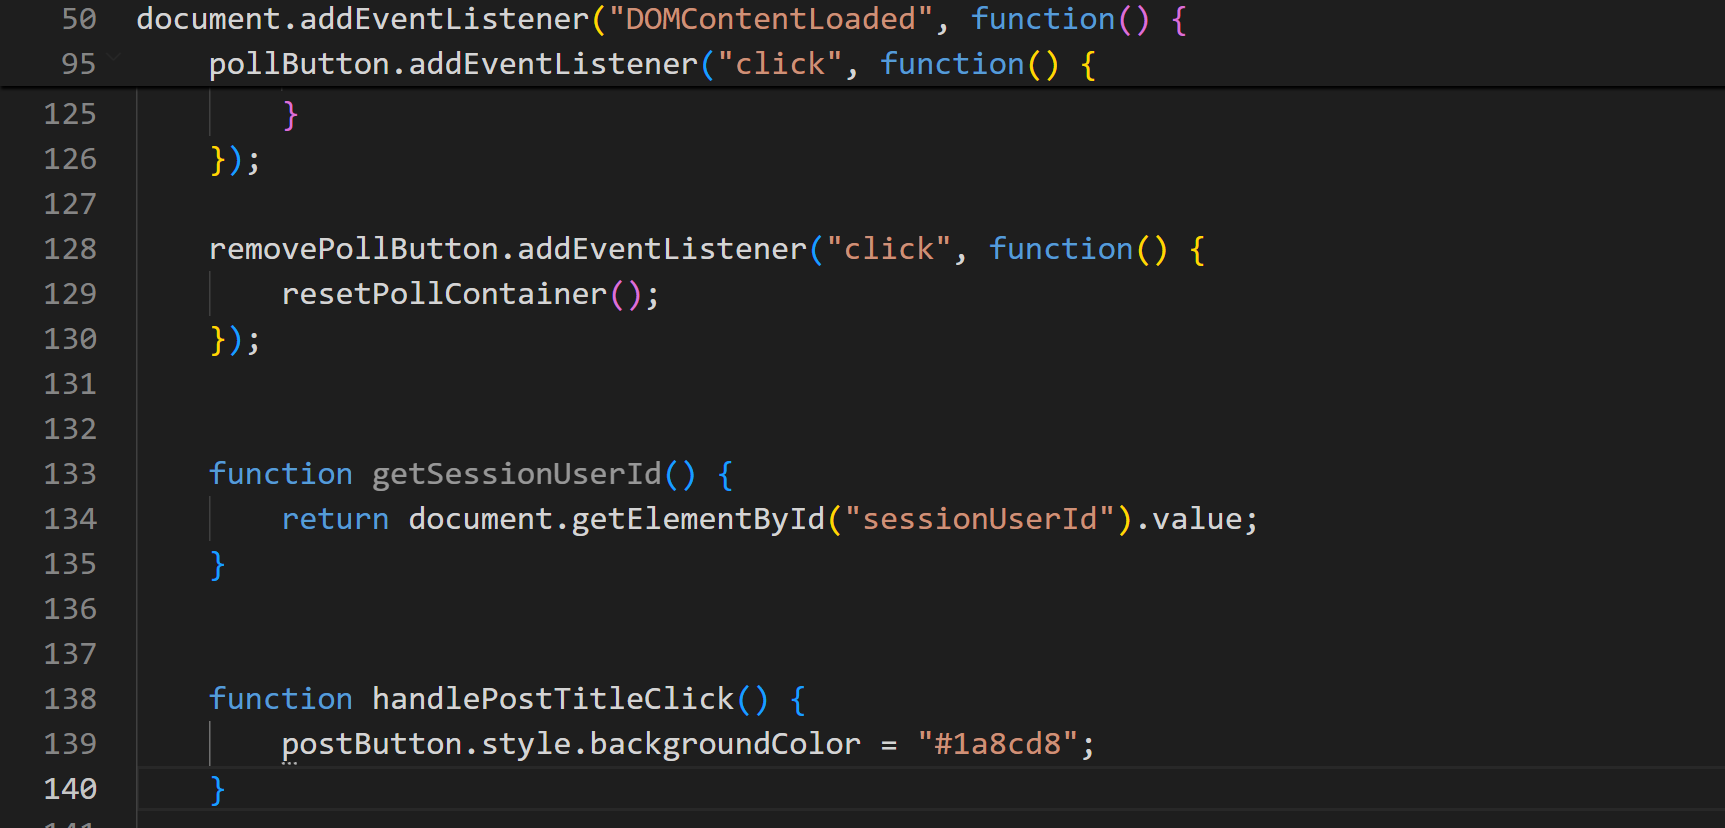 50 document.addEventListener("DOMContentLoaded", function() {
95 pollButton.addEventListener("click", function() {
125 }
126 });
127
128 removePollButton.addEventListener("click", function() {
129 resetPollContainer();
130 });
131
132
133 function getSessionUserId() {
134 return document.getElementById("sessionUserId").value;
135 }
136
137
138 function handlePostTitleClick() {
139 postButton.style.backgroundColor = "#1a8cd8";
140 }